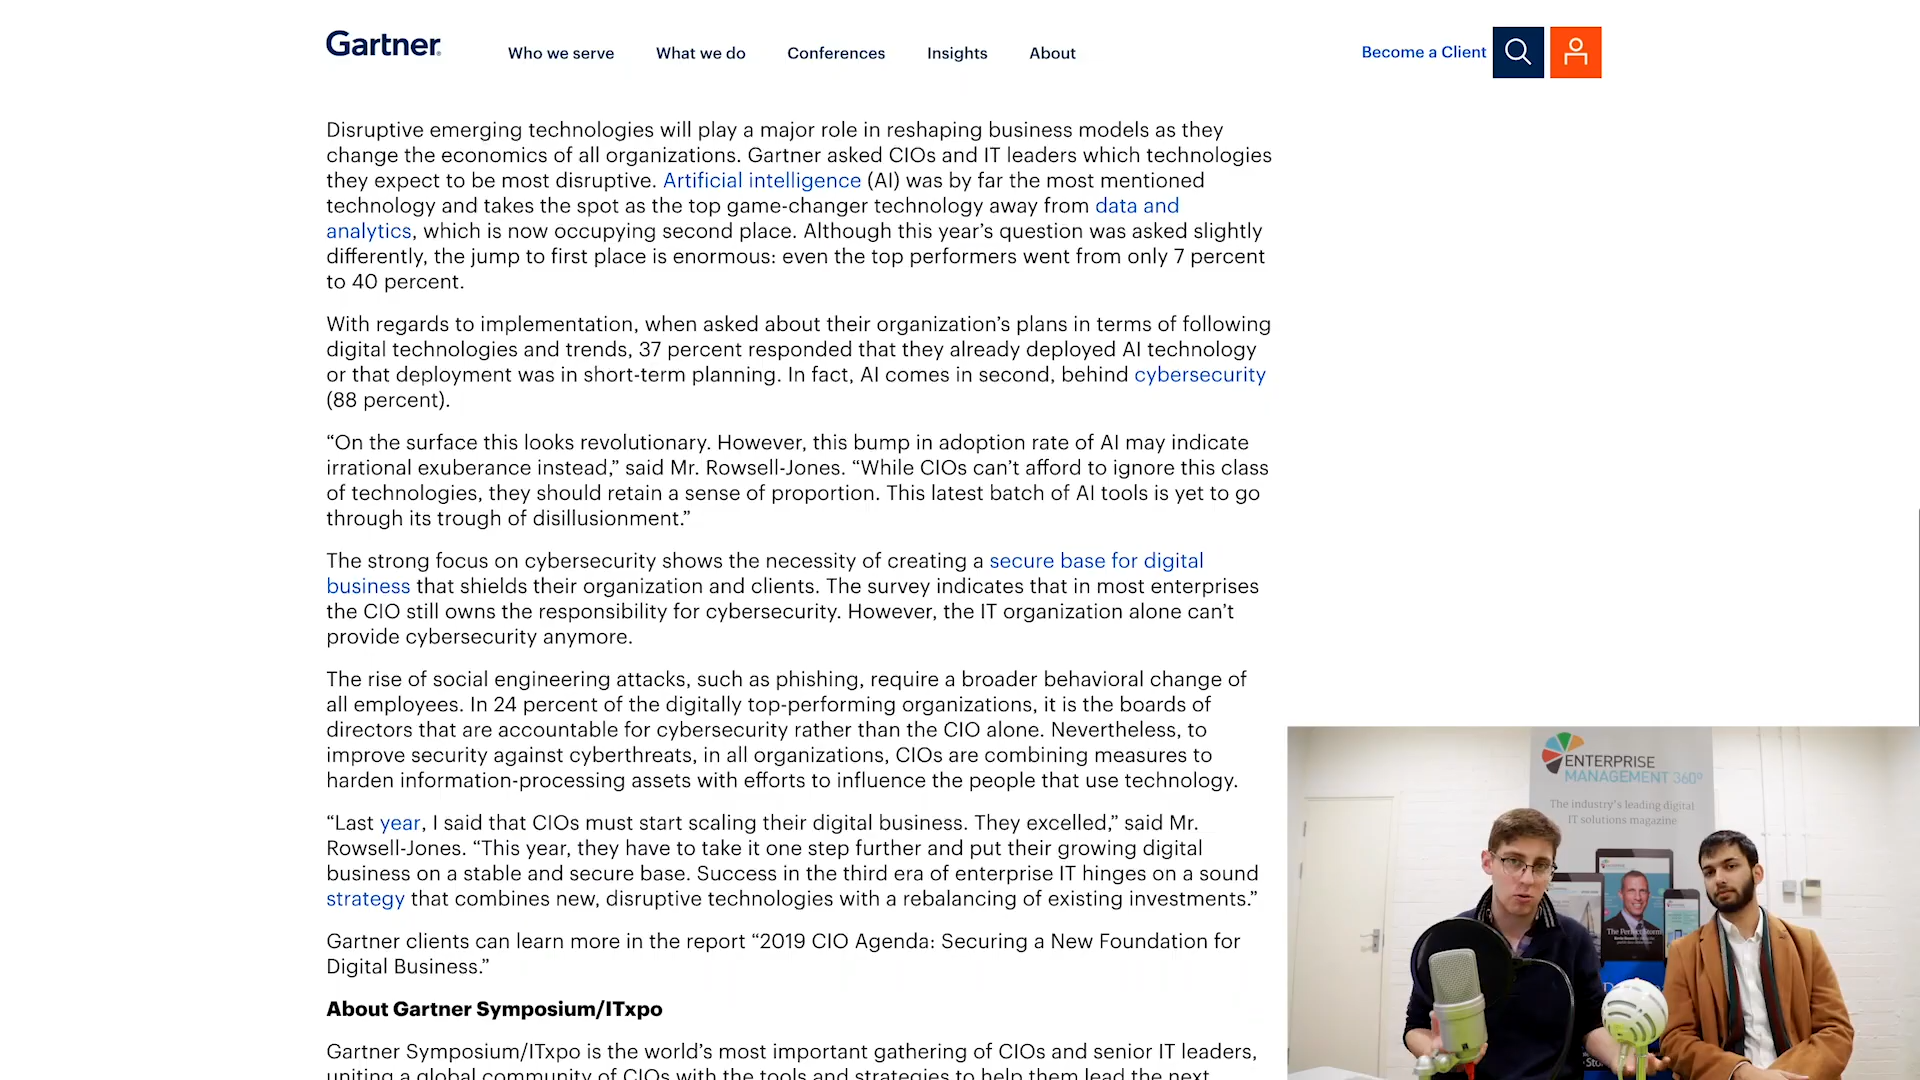 Gartner
Who we serve
What we do
Conferences
Insights
About
Become a Client
Disruptive emerging technologies will play a major role in reshaping business models as they
change the economics of all organizations. Gartner asked CIOs and IT leaders which technologies
they expect to be most disruptive. Artificial intelligence (AI) was by far the most mentioned
technology and takes the spot as the top game-changer technology away from data and
analytics, which is now occupying second place. Although this year’s question was asked slightly
differently, the jump to first place is enormous: even the top performers went from only 7 percent
to 40 percent.
With regards to implementation, when asked about their organization’s plans in terms of following
digital technologies and trends, 37 percent responded that they already deployed AI technology
or that deployment was in short-term planning. In fact, AI comes in second, behind cybersecurity
(88 percent).
“On the surface this looks revolutionary. However, this bump in adoption rate of AI may indicate
irrational exuberance instead,” said Mr. Rowsell-Jones. “While CIOs can’t afford to ignore this class
of technologies, they should retain a sense of proportion. This latest batch of AI tools is yet to go
through its trough of disillusionment.”
The strong focus on cybersecurity shows the necessity of creating a secure base for digital
business that shields their organization and clients. The survey indicates that in most enterprises
the CIO still owns the responsibility for cybersecurity. However, the IT organization alone can’t
provide cybersecurity anymore.
The rise of social engineering attacks, such as phishing, require a broader behavioral change of
all employees. In 24 percent of the digitally top-performing organizations, it is the boards of
directors that are accountable for cybersecurity rather than the CIO alone. Nevertheless, to
improve security against cyberthreats, in all organizations, CIOs are combining measures to
harden information-processing assets with efforts to influence the people that use technology.
“Last year, I said that CIOs must start scaling their digital business. They excelled,” said Mr.
Rowsell-Jones. “This year, they have to take it one step further and put their growing digital
business on a stable and secure base. Success in the third era of enterprise IT hinges on a sound
strategy that combines new, disruptive technologies with a rebalancing of existing investments.”
Gartner clients can learn more in the report “2019 CIO Agenda: Securing a New Foundation for
Digital Business.”
About Gartner Symposium/ITxpo
Gartner Symposium/ITxpo is the world’s most important gathering of CIOs and senior IT leaders,
uniting a global community of CIOs with the tools and strategies to help them lead the next
ENTERPRISE
MANAGEMENT 360°
The industry's leading digital
IT solutions magazine
The Perfect Storm